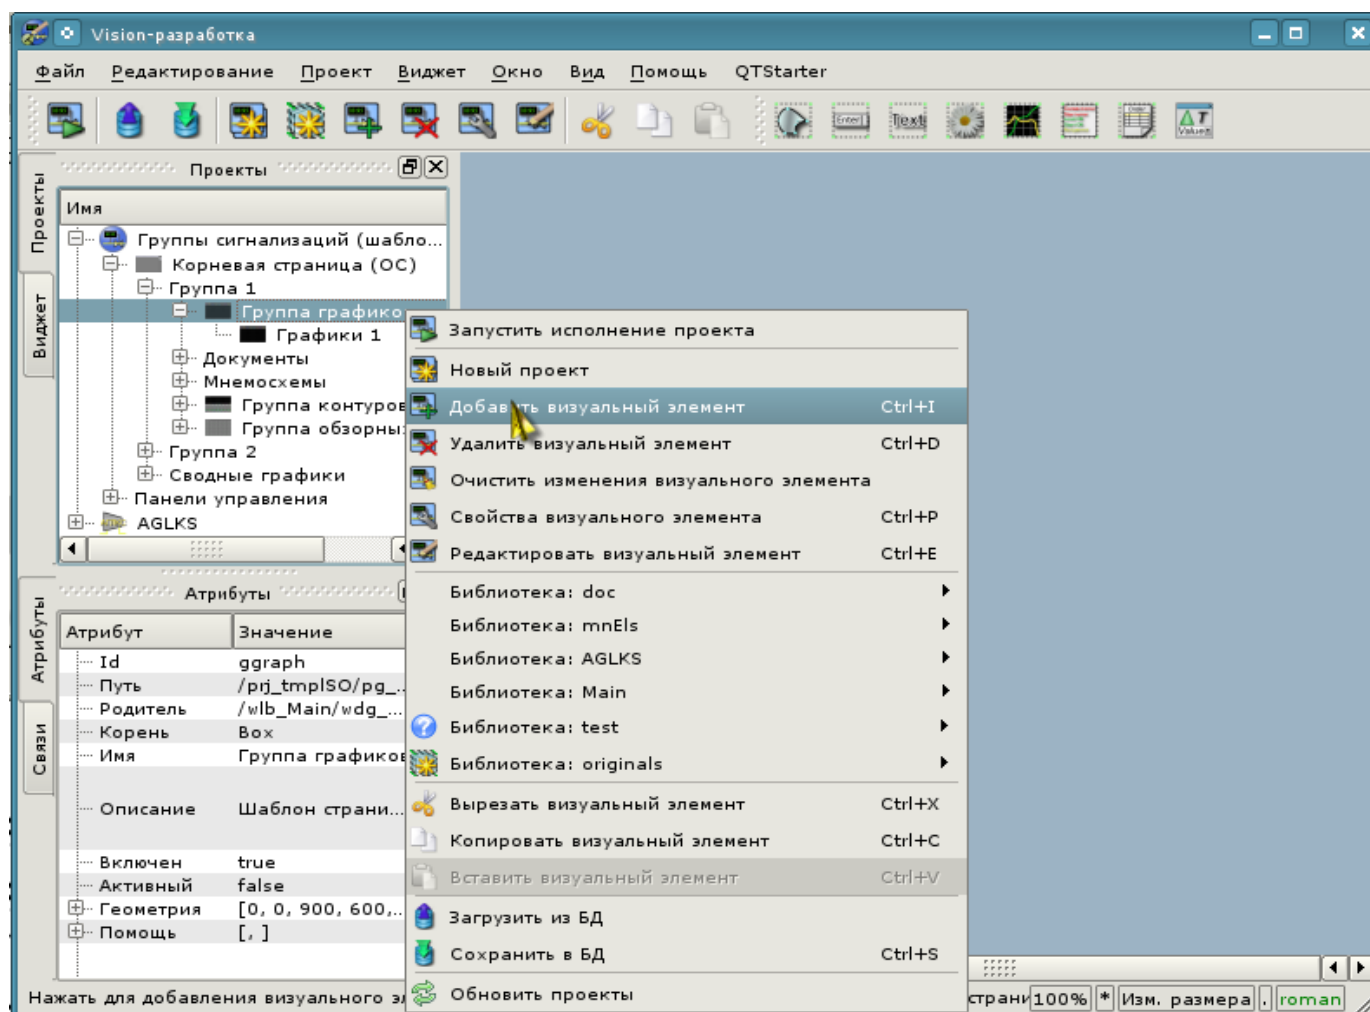 Vision-разработка
Файл Редактирование Проект Виджет Окно Вид Помощь QTStarter
Проекты
Проекты
Виджет
Имя
Группы сигнализаций (шабло...
Корневая страница (ОС)
Группа 1
Группа графико
Графики 1
Документы
Мнемосхемы
Группа контуров
Группа обзорны
Группа 2
Сводные графики
Панели управления
AGLKS
Запустить исполнение проекта
Новый проект
Добавить визуальный элемент Ctrl+I
Удалить визуальный элемент Ctrl+D
Очистить изменения визуального элемента
Свойства визуального элемента Ctrl+P
Редактировать визуальный элемент Ctrl+E
Библиотека: doc
Библиотека: mnEls
Библиотека: AGLKS
Библиотека: Main
Библиотека: test
Библиотека: originals
Вырезать визуальный элемент Ctrl+X
Копировать визуальный элемент Ctrl+C
Вставить визуальный элемент Ctrl+V
Загрузить из БД
Сохранить в БД Ctrl+S
Обновить проекты
Атрибуты
Атрибуты
Связи
Атрибут Значение
Id ggraph
Путь /prj_tmplSO/pg_...
Родитель /wlb_Main/wdg_...
Корень Box
Имя Группа графиков
Описание Шаблон страни...
Включен true
Активный false
Геометрия [0, 0, 900, 600,...
Помощь [, ]
Нажать для добавления визуального эл
страни 100% * Изм. размера . roman